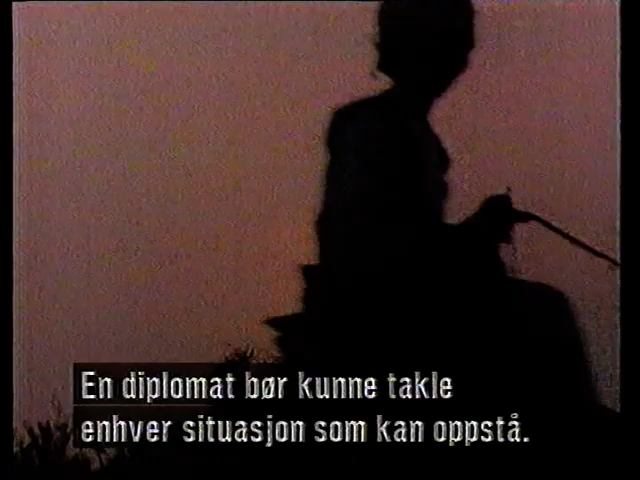 En diplomat bør kunne takle
enhver situasjon som kan oppstå.